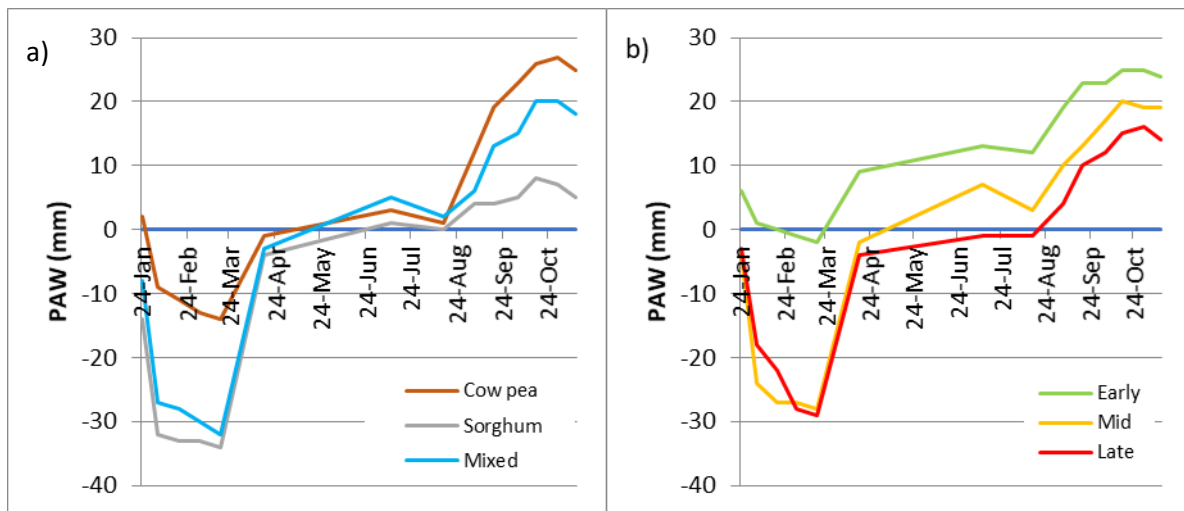 a)
PAW (mm)
30
20
10
0
-10
-20
-30
-40
24-Jan
24-Feb
24-Mar
24-Apr
24-May
24-Jun
24-Jul
24-Aug
24-Sep
24-Oct
Cow pea
Sorghum
Mixed
b)
PAW (mm)
30
20
10
0
-10
-20
-30
-40
24-Jan
24-Feb
24-Mar
24-Apr
24-May
24-Jun
24-Jul
24-Aug
24-Sep
24-Oct
Early
Mid
Late